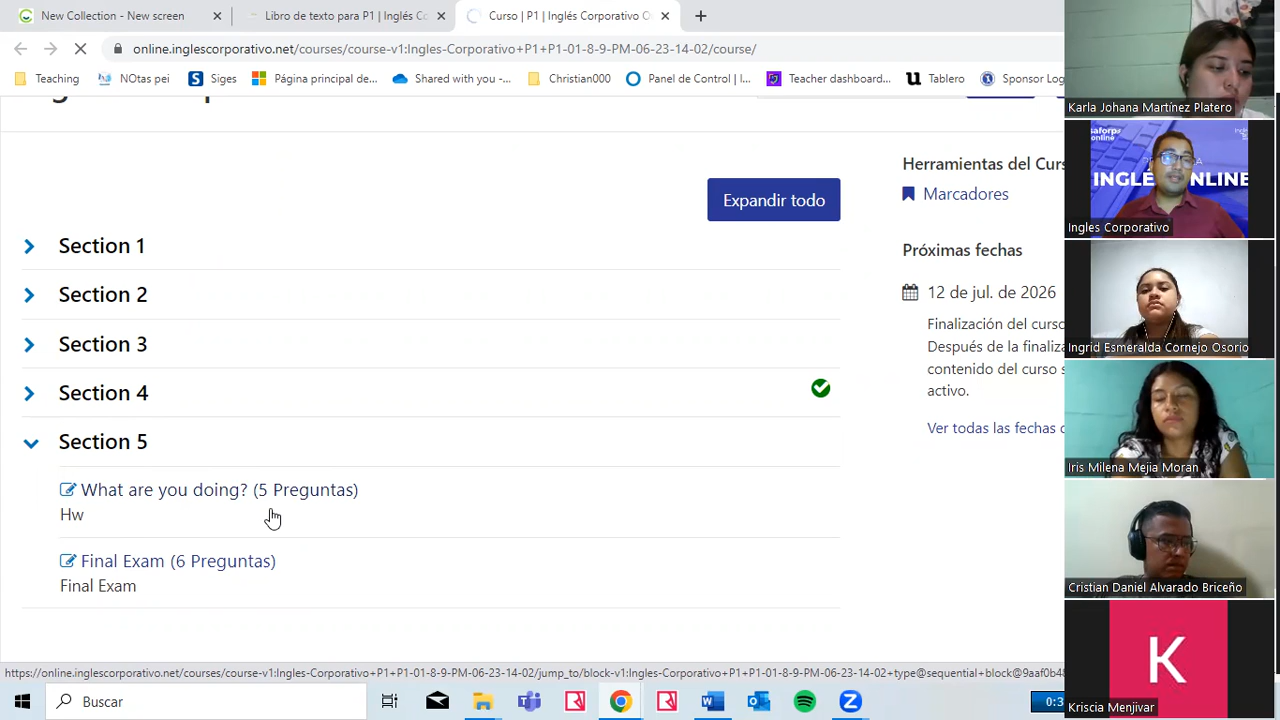 New Collection - New screen
Libro de texto para P1 | Inglés Co
Curso | P1 | Inglés Corporativo O
online.inglescorporativo.net/courses/course-v1:Ingles-Corporativo+P1+P1-01-8-9-PM-06-23-14-02/course/
Teaching
NOtas pei
Siges
Página principal de...
Shared with you -...
Christian000
Panel de Control | I...
Teacher dashboard...
Tablero
Sponsor Log
Expandir todo
Section 1
Section 2
Section 3
Section 4
Section 5
What are you doing? (5 Preguntas)
Hw
Final Exam (6 Preguntas)
Final Exam
Herramientas del Curs
Marcadores
Próximas fechas
12 de jul. de 2026
Finalización del curso
Después de la finaliza
contenido del curso s
activo.
Ver todas las fechas
https://online.inglescorporativo.net/courses/course-v1:Ingles-Corporativo+P1+P1-01-8-9-PM-06-23-14-02/jump_to/block-v1:Ingles-Corporativo+P1+P1-01-8-9-PM-06-23-14-02+type@sequential+block@9aaf0b4
Buscar
Karla Johana Martínez Platero
INGLÉ NLINE
Ingles Corporativo
Ingrid Esmeralda Cornejo Osorio
Iris Milena Mejia Moran
Cristian Daniel Alvarado Briceño
K
Kriscia Menjivar